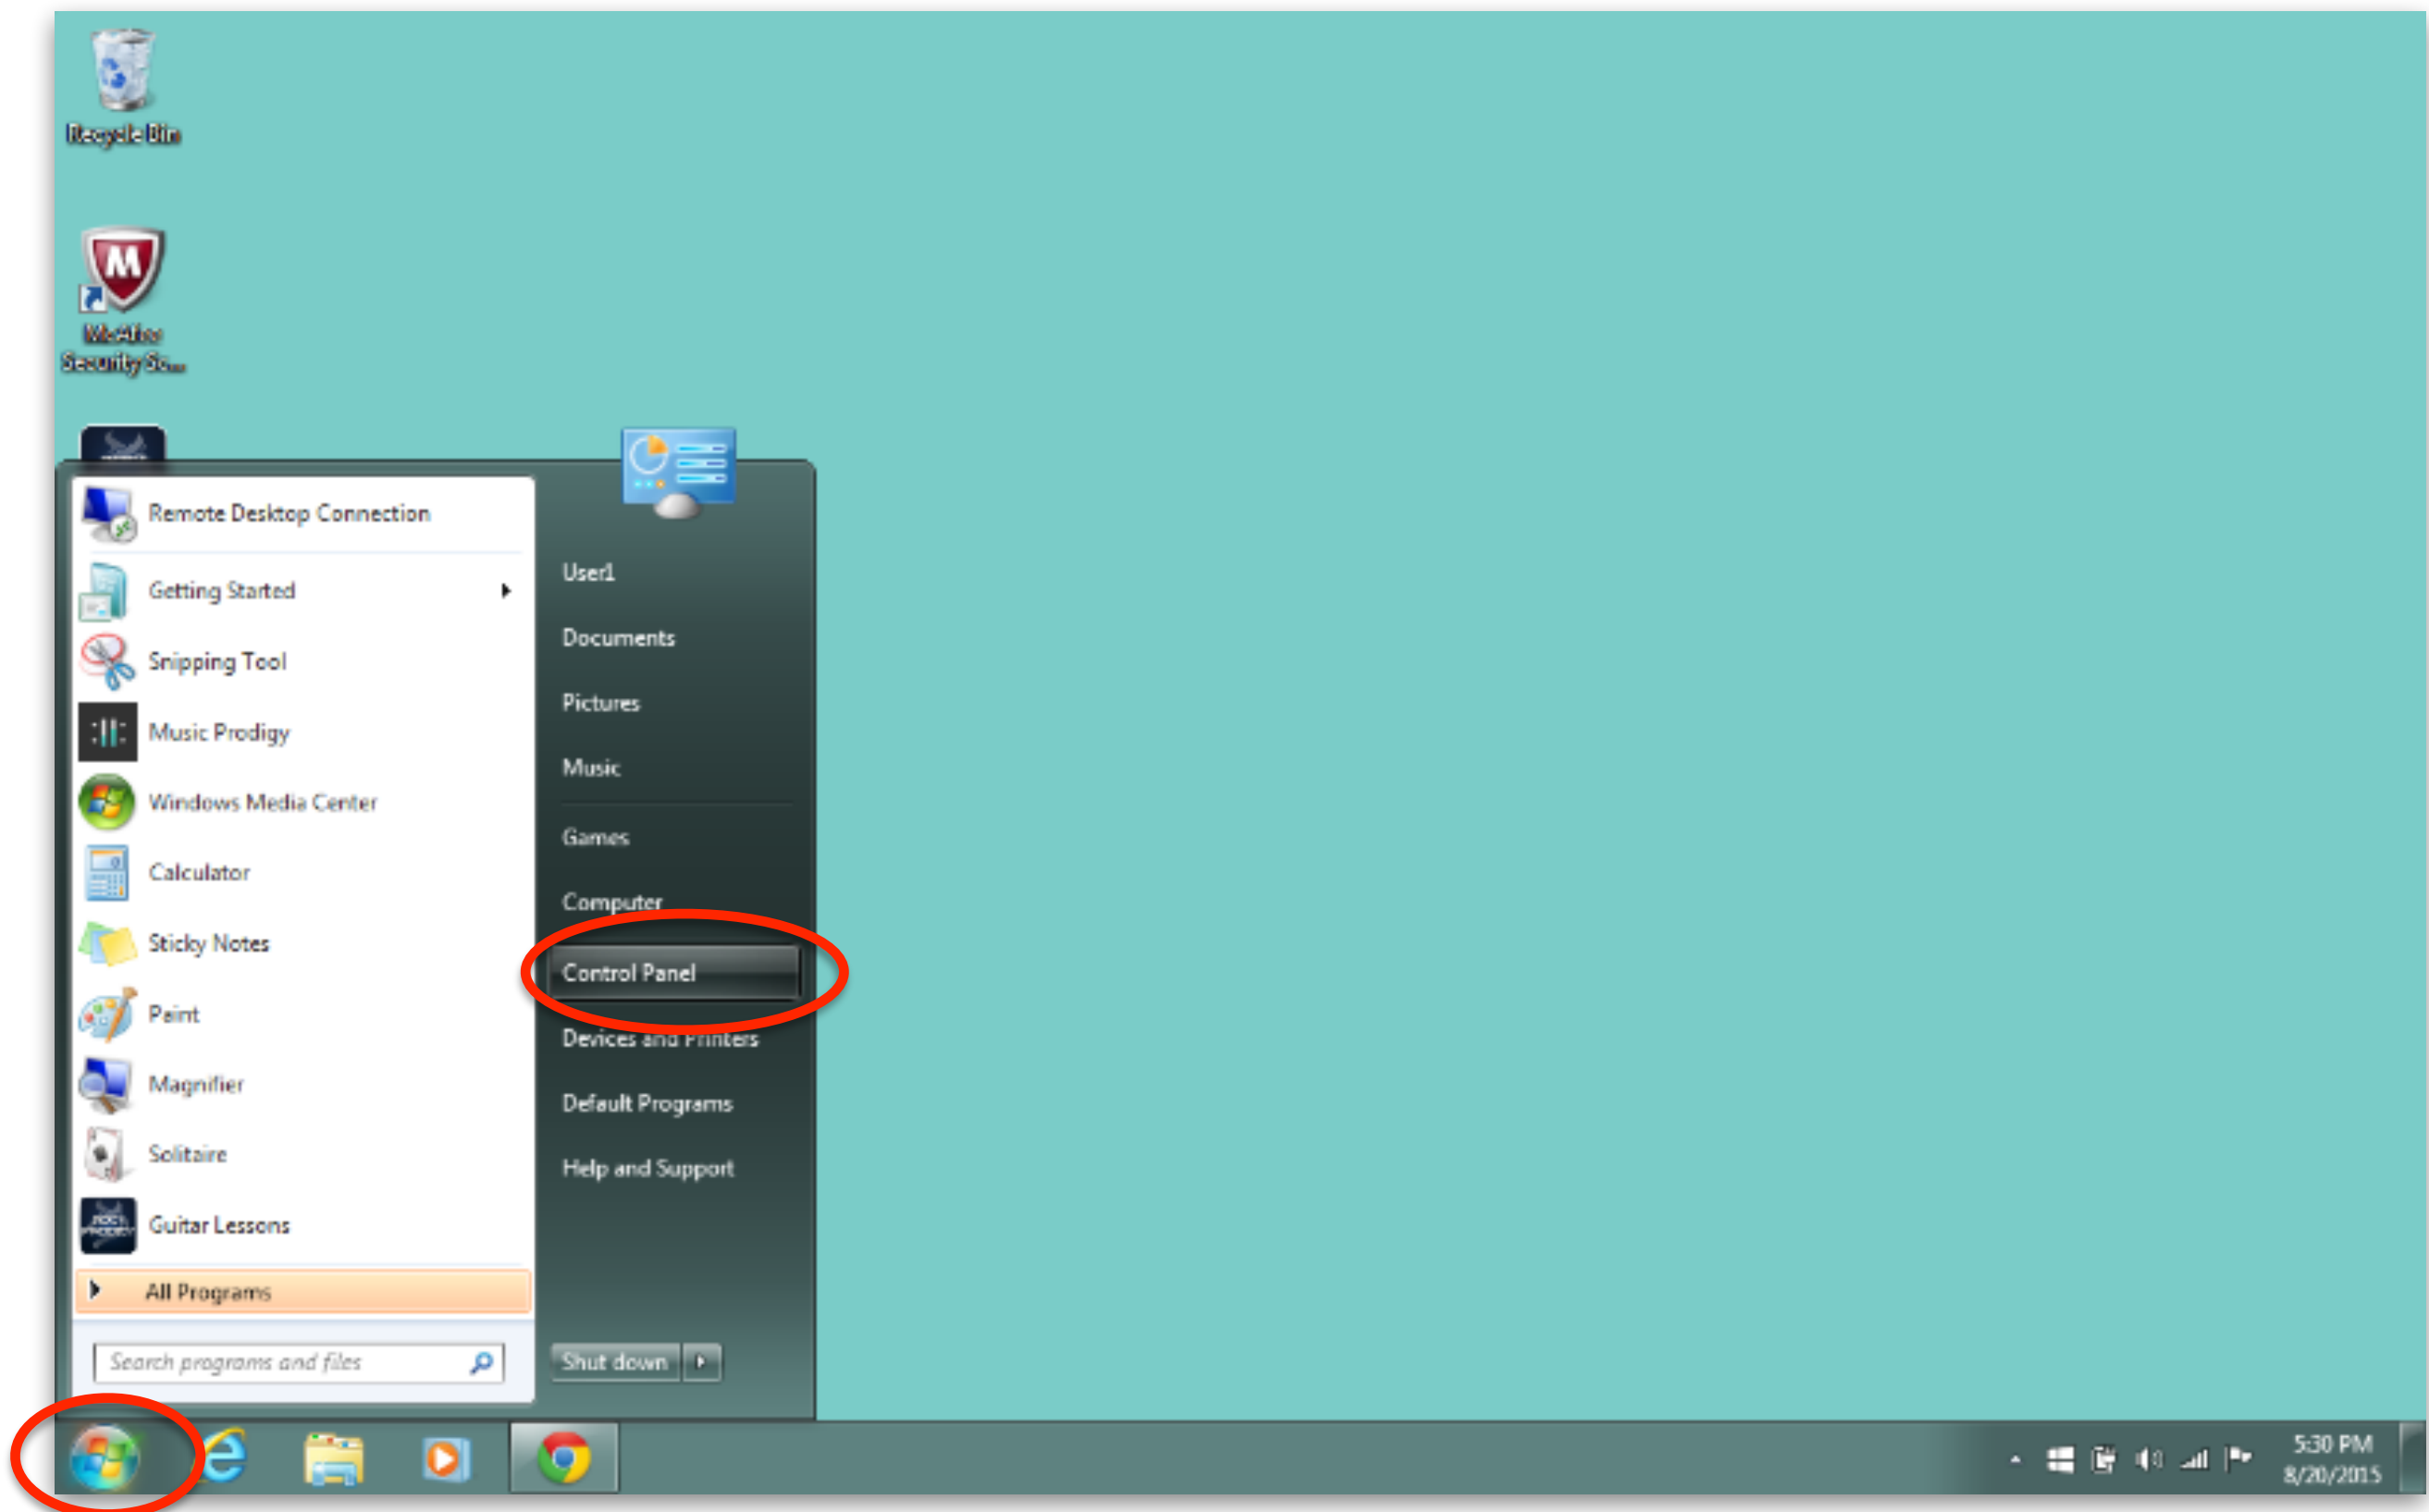 Recycle Bin
McAfee
Security Sc...
Remote Desktop Connection
Getting Started
Snipping Tool
Music Prodigy
Windows Media Center
Calculator
Sticky Notes
Paint
Magnifier
Solitaire
Guitar Lessons
All Programs
Search programs and files
User1
Documents
Pictures
Music
Games
Computer
Control Panel
Devices and Printers
Default Programs
Help and Support
Shut down
5:30 PM
8/20/2015